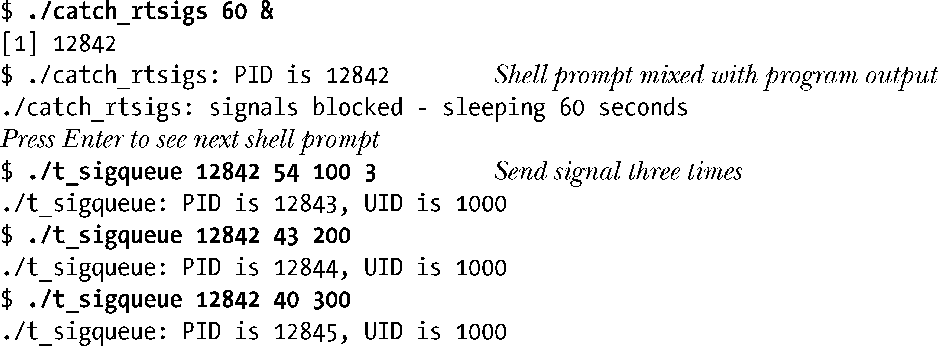 $ ./catch_rtsigs 60 &
[1] 12842
$ ./catch_rtsigs: PID is 12842 Shell prompt mixed with program output
./catch_rtsigs: signals blocked - sleeping 60 seconds
Press Enter to see next shell prompt
$ ./t_sigqueue 12842 54 100 3 Send signal three times
./t_sigqueue: PID is 12843, UID is 1000
$ ./t_sigqueue 12842 43 200
./t_sigqueue: PID is 12844, UID is 1000
$ ./t_sigqueue 12842 40 300
./t_sigqueue: PID is 12845, UID is 1000